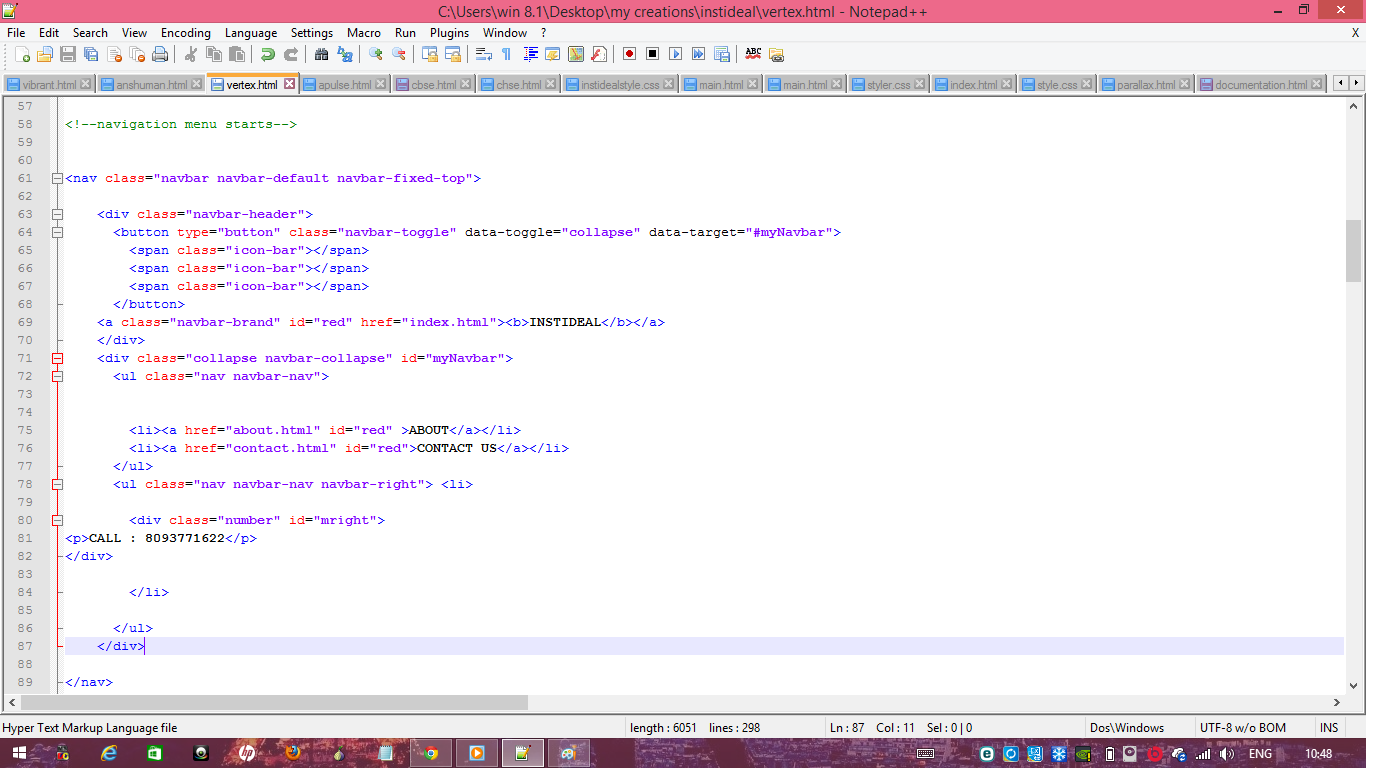 C:\Users\win 8.1\Desktop\my creations\instideal\vertex.html - Notepad++
File Edit Search View Encoding Language Settings Macro Run Plugins Window ? X
ABC
vibrant.html anshuman.html vertex.html apulse.html cbse.html chse.html instidealstyle.css main.html main.html styler.css index.html style.css parallax.html documentation.html
57
58 <!--navigation menu starts-->
59
60
61 <nav class="navbar navbar-default navbar-fixed-top">
62
63 <div class="navbar-header">
64 <button type="button" class="navbar-toggle" data-toggle="collapse" data-target="#myNavbar">
65 <span class="icon-bar"></span>
66 <span class="icon-bar"></span>
67 <span class="icon-bar"></span>
68 </button>
69 <a class="navbar-brand" id="red" href="index.html"><b>INSTIDEAL</b></a>
70 </div>
71 <div class="collapse navbar-collapse" id="myNavbar">
72 <ul class="nav navbar-nav">
73
74
75 <li><a href="about.html" id="red" >ABOUT</a></li>
76 <li><a href="contact.html" id="red">CONTACT US</a></li>
77 </ul>
78 <ul class="nav navbar-nav navbar-right"> <li>
79
80 <div class="number" id="mright">
81 <p>CALL : 8093771622</p>
82 </div>
83
84 </li>
85
86 </ul>
87 </div>
88
89 </nav>
Hyper Text Markup Language file length : 6051 lines : 298 Ln : 87 Col : 11 Sel : 0 | 0 Dos\Windows UTF-8 w/o BOM INS
hp ENG 10:48